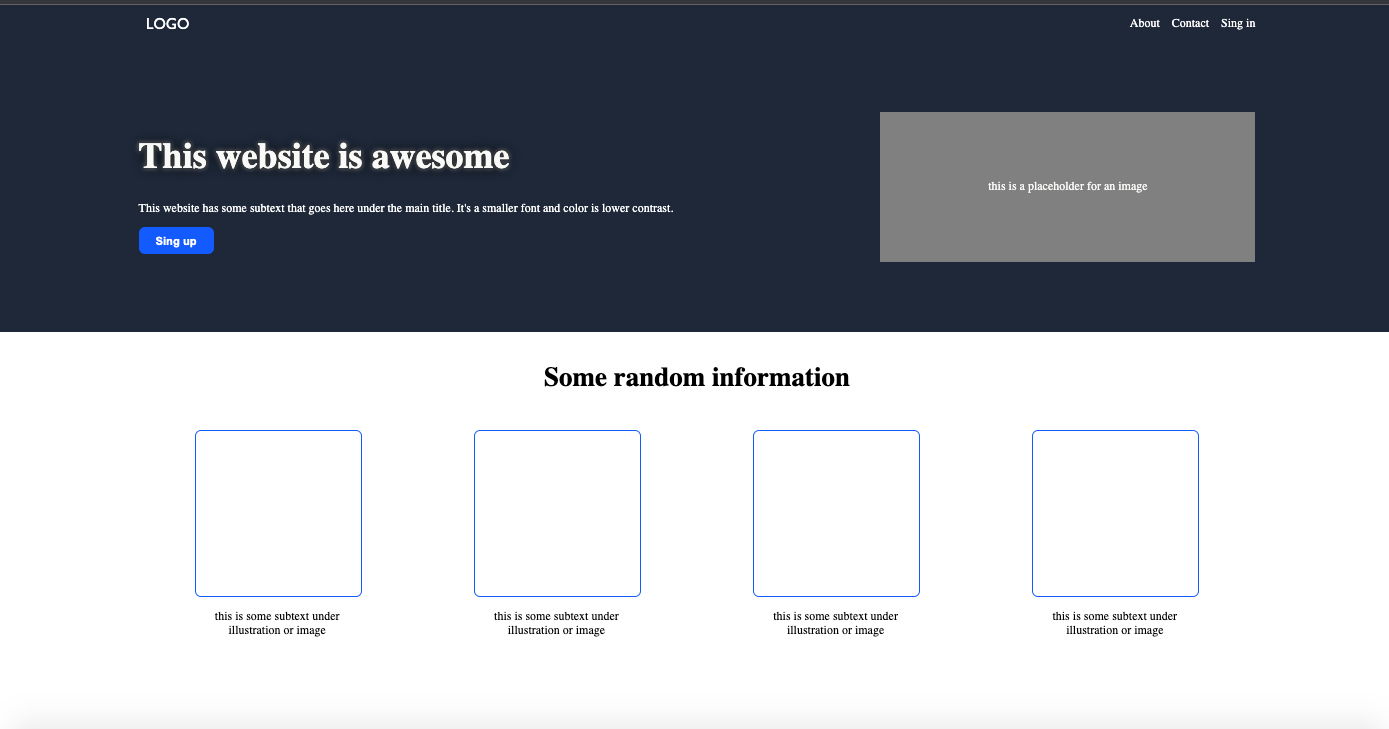 LOGO
About Contact Sing in
This website is awesome
This website has some subtext that goes here under the main title. It's a smaller font and color is lower contrast.
Sing up
this is a placeholder for an image
Some random information
this is some subtext under
illustration or image
this is some subtext under
illustration or image
this is some subtext under
illustration or image
this is some subtext under
illustration or image